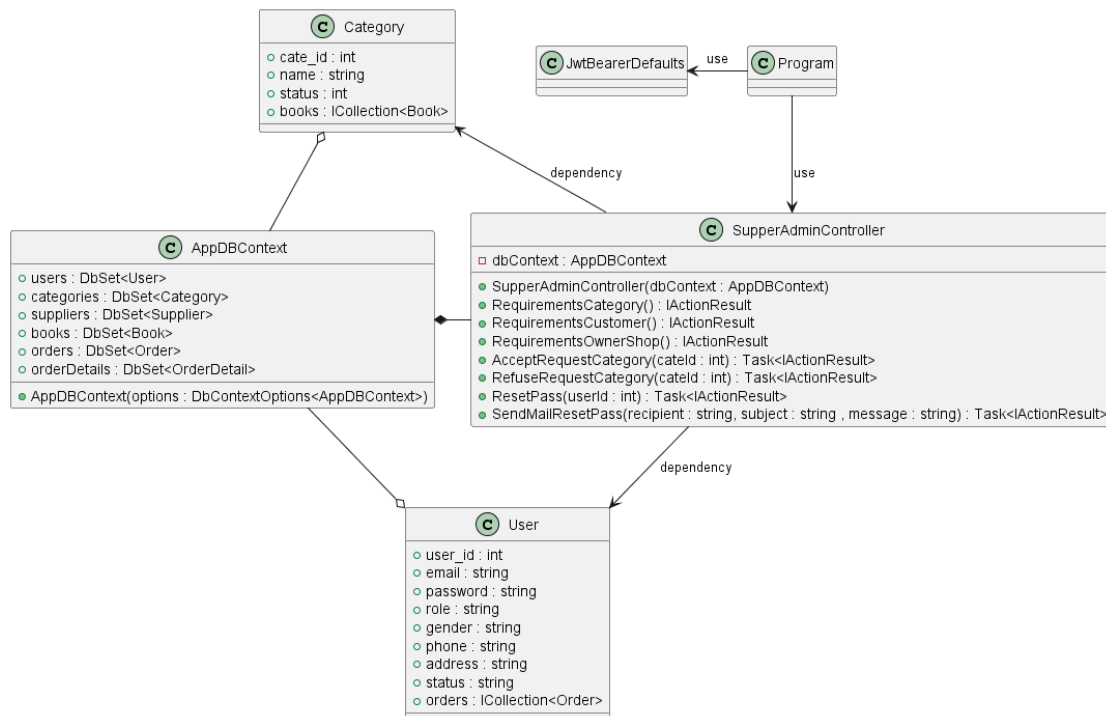 C Category
cate_id : int
name : string
status : int
books : ICollection<Book>
C JwtBearerDefaults
use
C Program
dependency
use
C AppDBContext
users : DbSet<User>
categories : DbSet<Category>
suppliers : DbSet<Supplier>
books : DbSet<Book>
orders : DbSet<Order>
orderDetails : DbSet<OrderDetail>
AppDBContext(options : DbContextOptions<AppDBContext>)
C SupperAdminController
dbContext : AppDBContext
SupperAdminController(dbContext : AppDBContext)
RequirementsCategory() : IActionResult
RequirementsCustomer() : IActionResult
RequirementsOwnerShop() : IActionResult
AcceptRequestCategory(cateId : int) : Task<IActionResult>
RefuseRequestCategory(cateId : int) : Task<IActionResult>
ResetPass(userId : int) : Task<IActionResult>
SendMailResetPass(recipient : string, subject : string , message : string) : Task<IActionResult>
dependency
C User
user_id : int
email : string
password : string
role : string
gender : string
phone : string
address : string
status : string
orders : ICollection<Order>